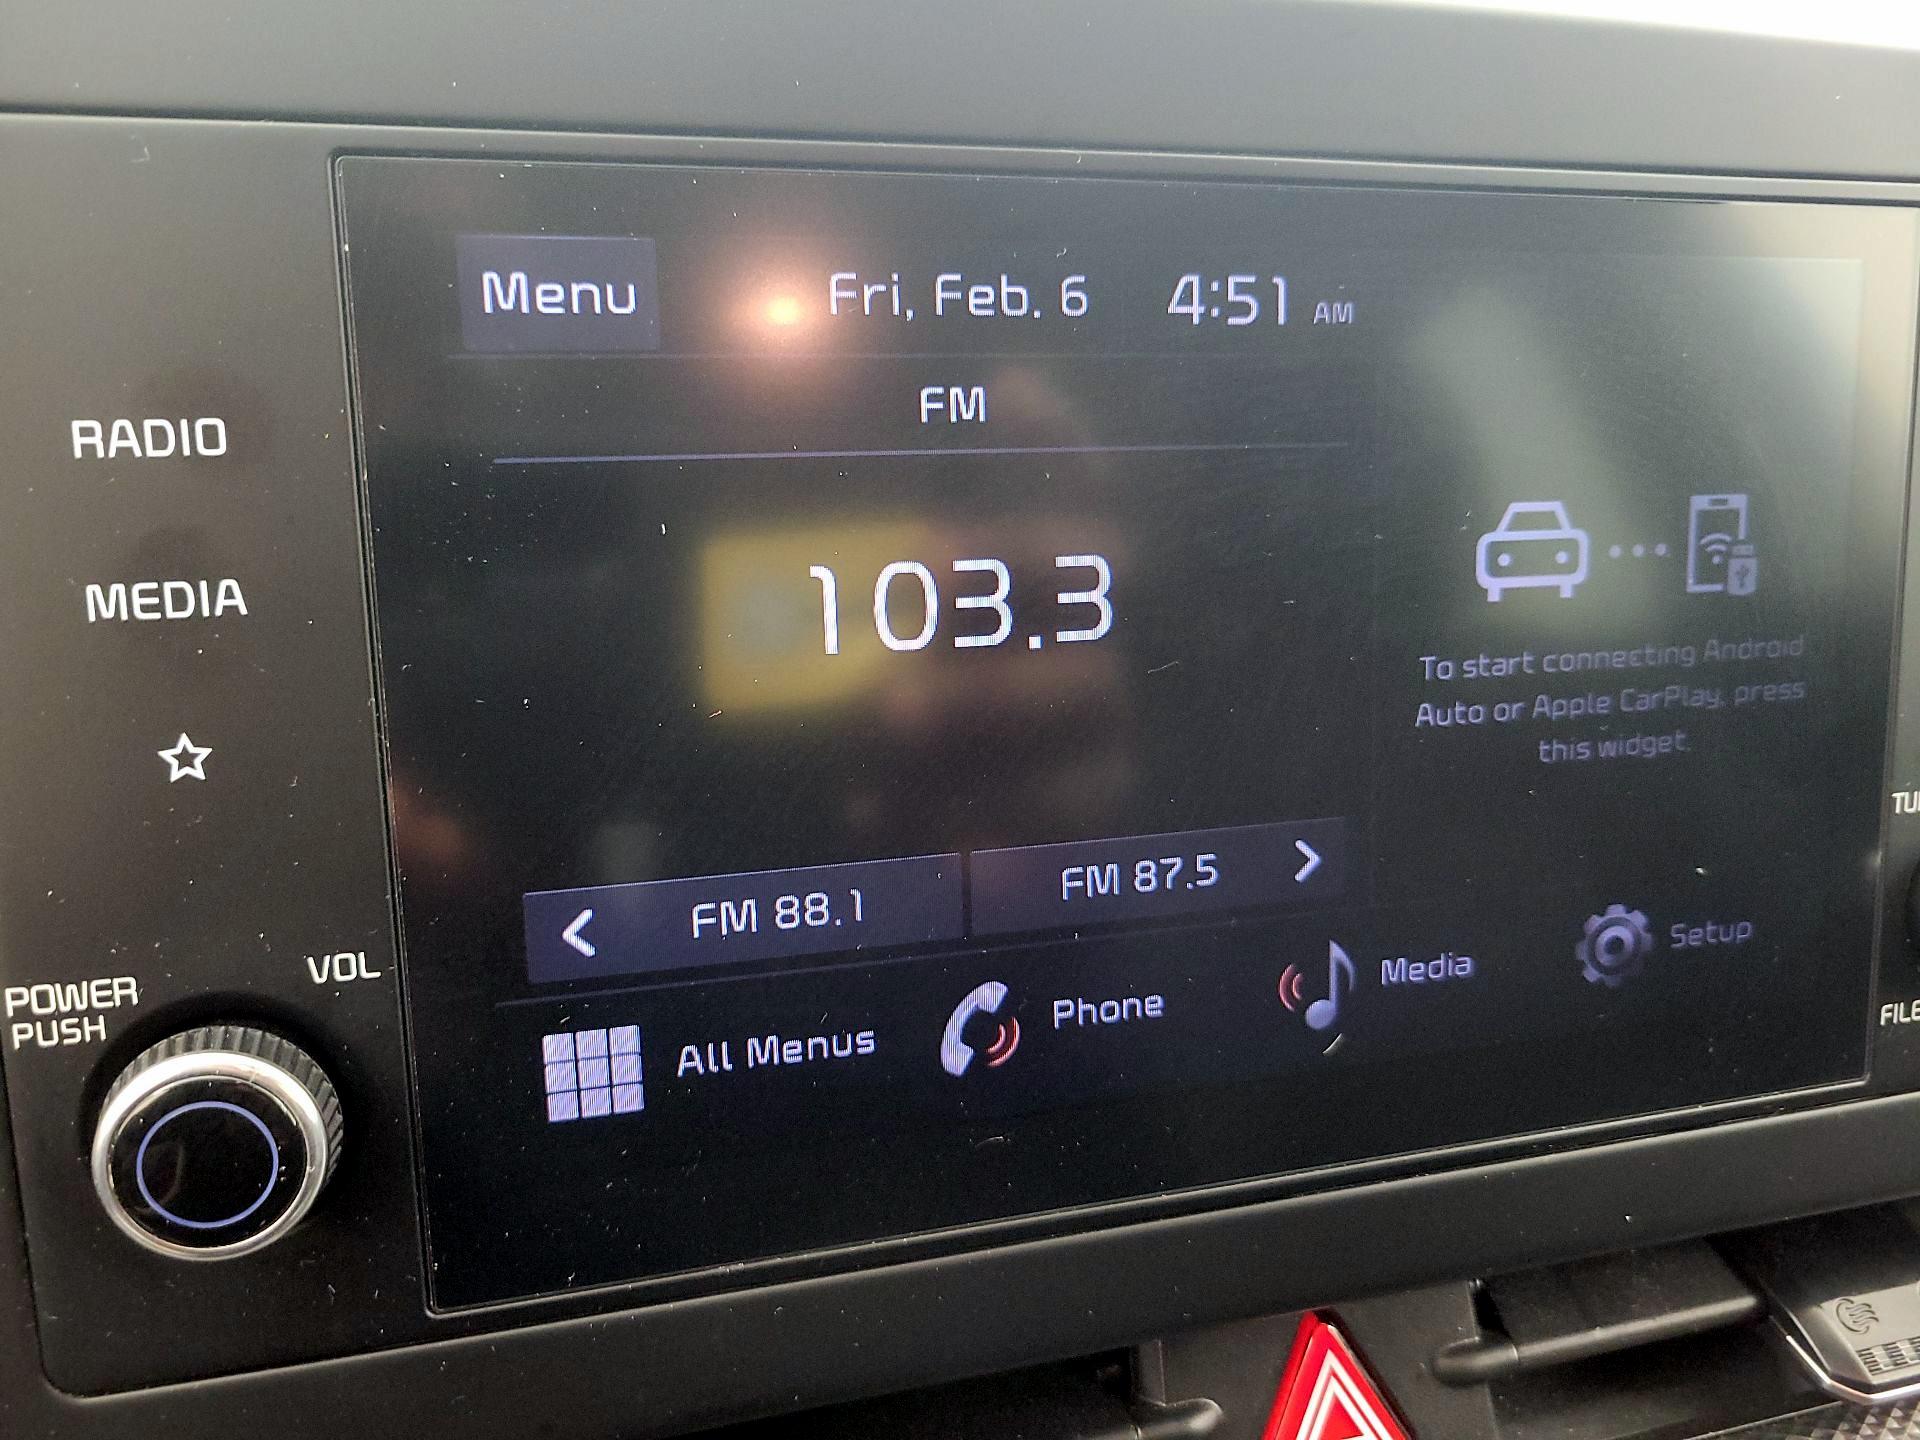 Menu
Fri, Feb. 6
4:51 AM
FM
RADIO
103.3
MEDIA
To start connecting Android
Auto or Apple CarPlay, press
this widget.
FM 88.1
FM 87.5
VOL
POWER
PUSH
All Menus
Phone
Media
Setup
FILE